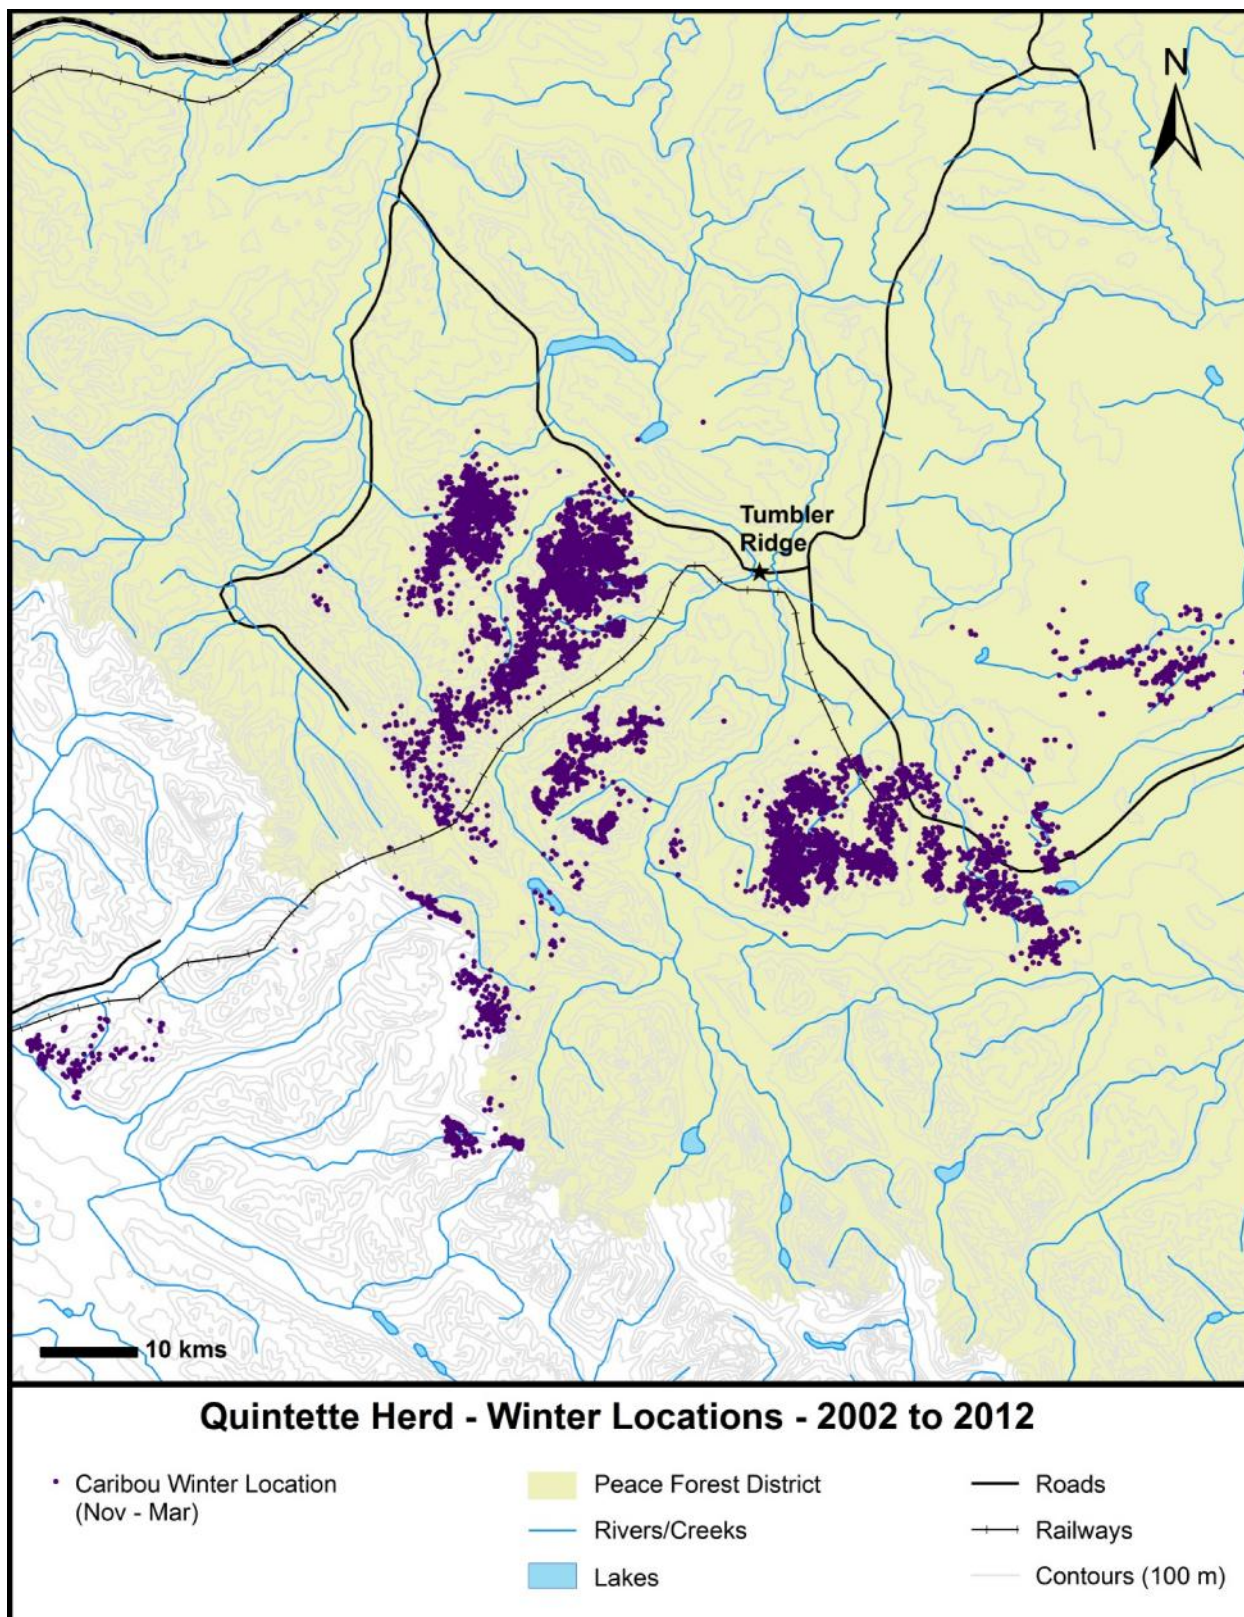 N
Tumbler
Ridge
10 kms
Quintette Herd - Winter Locations - 2002 to 2012
Caribou Winter Location
(Nov - Mar)
Peace Forest District
Rivers/Creeks
Lakes
Roads
Railways
Contours (100 m)